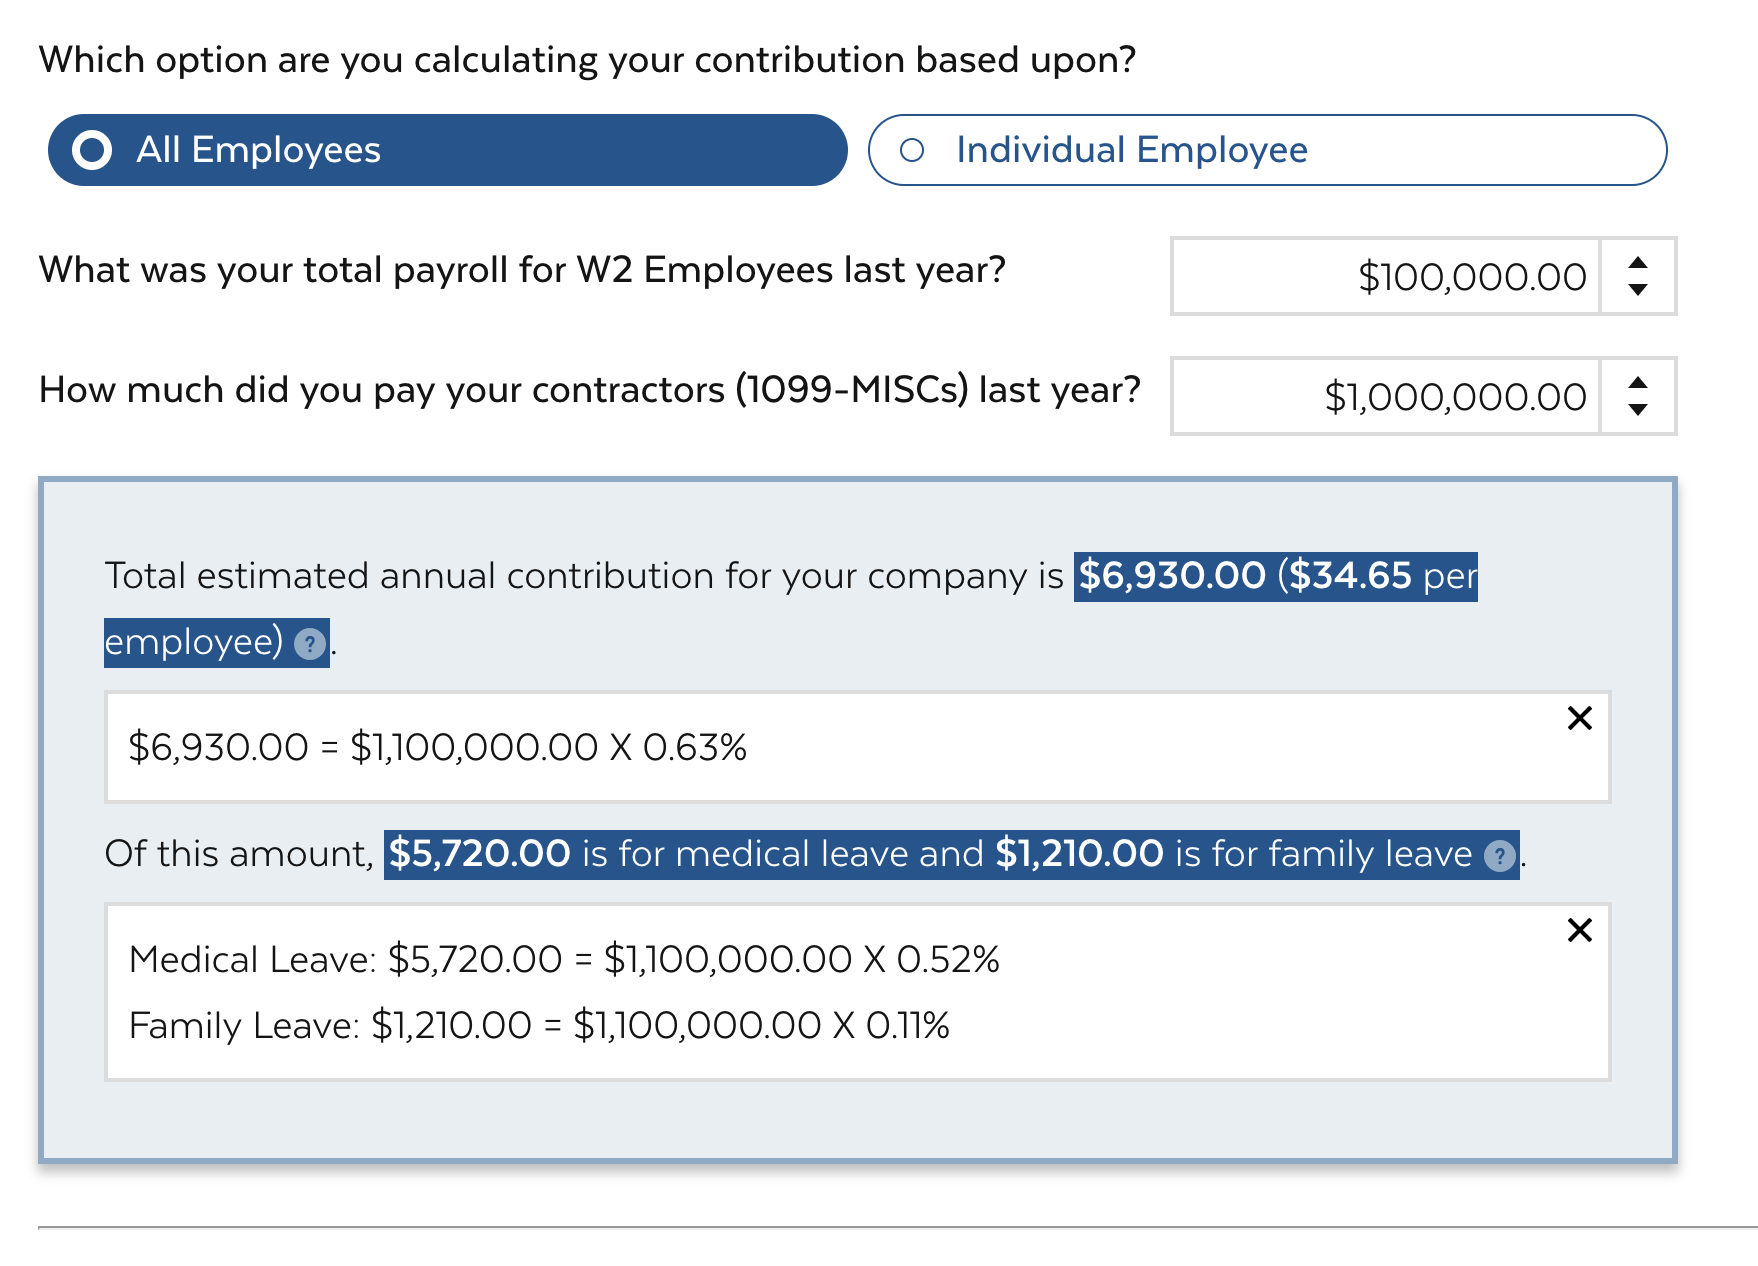 Which option are you calculating your contribution based upon?
All Employees
Individual Employee
What was your total payroll for W2 Employees last year?
$100,000.00
How much did you pay your contractors (1099-MISCs) last year?
$1,000,000.00
Total estimated annual contribution for your company is $6,930.00 ($34.65 per
employee) ?.
$6,930.00 = $1,100,000.00 X 0.63%
Of this amount, $5,720.00 is for medical leave and $1,210.00 is for family leave ?.
Medical Leave: $5,720.00 = $1,100,000.00 X 0.52%
Family Leave: $1,210.00 = $1,100,000.00 X 0.11%